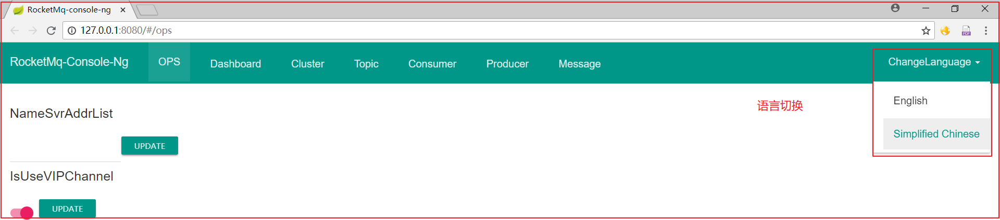 RocketMq-console-ng
127.0.0.1:8080/#/ops
PDF
RocketMq-Console-Ng OPS Dashboard Cluster Topic Consumer Producer Message ChangeLanguage
English
语言切换
NameSvrAddrList
Simplified Chinese
UPDATE
IsUseVIPChannel
UPDATE